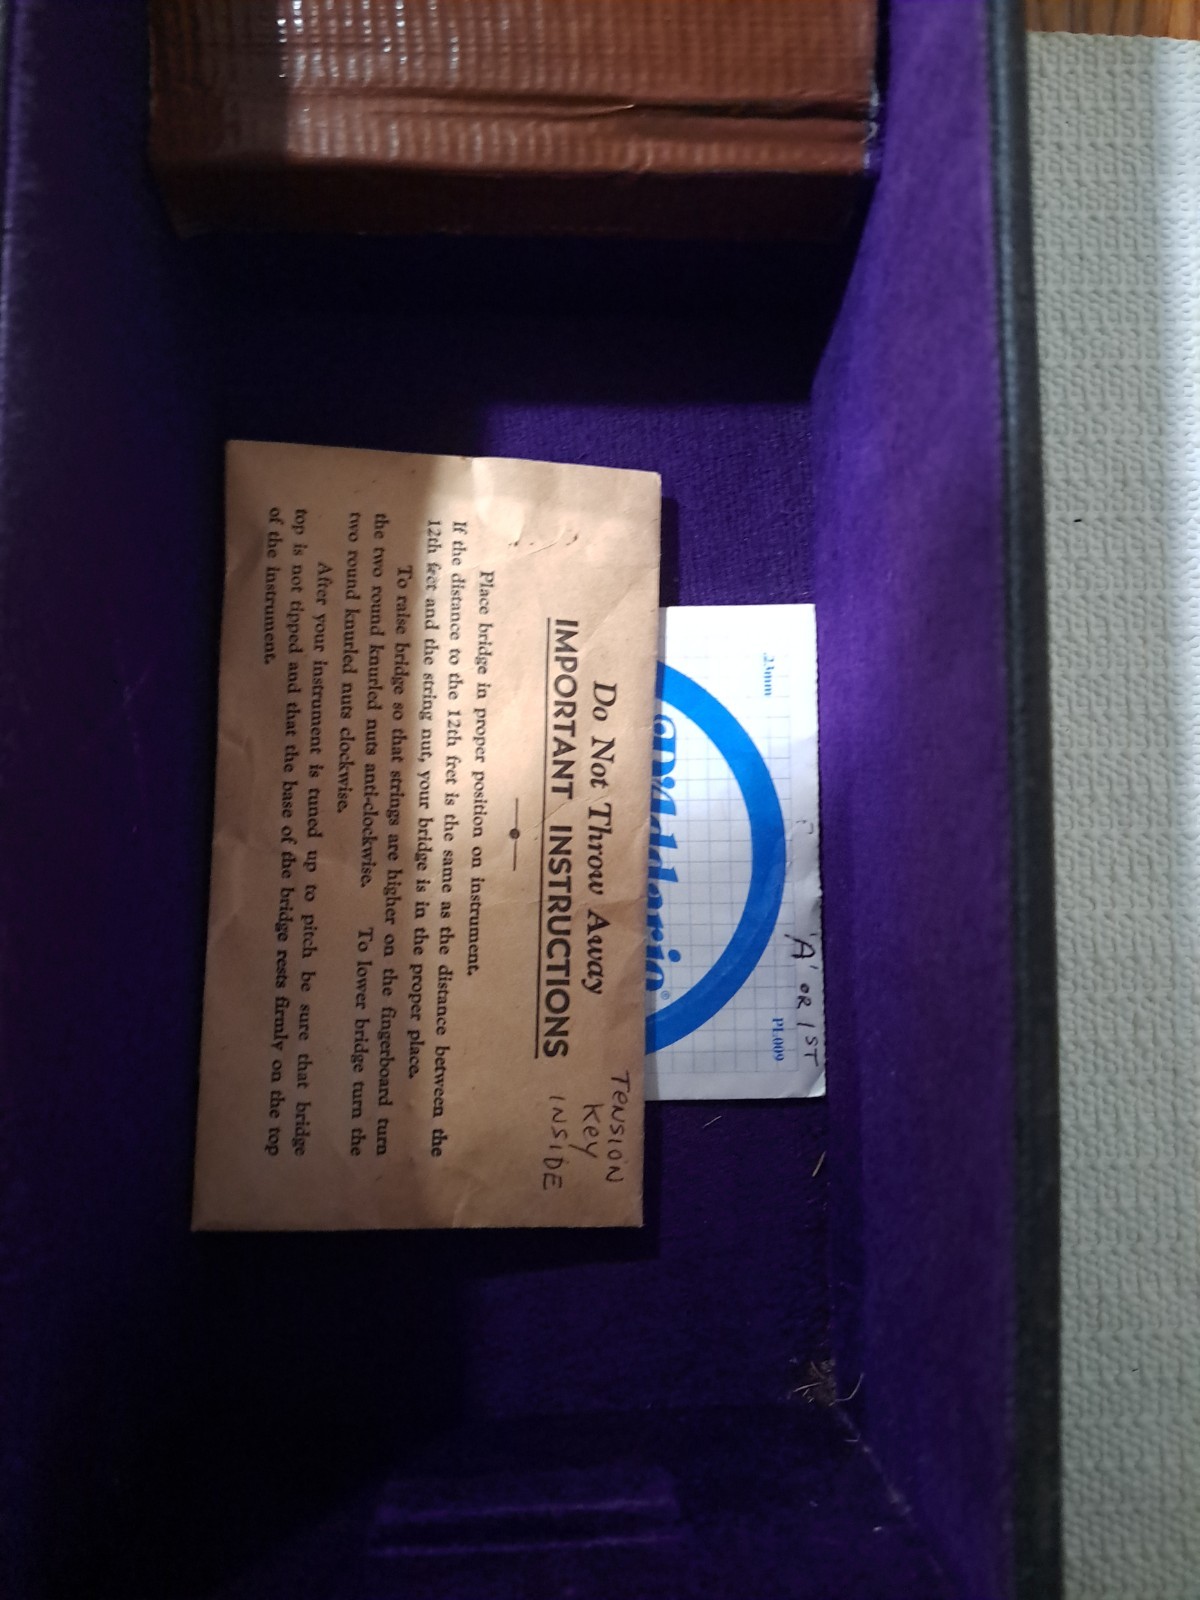 Do Not Throw Away
IMPORTANT INSTRUCTIONS
TENSION
KEY
INSIDE
Place bridge in proper position on instrument.
If the distance to the 12th fret is the same as the distance between the
12th fret and the string nut, your bridge is in the proper place.
To raise bridge so that strings are higher on the fingerboard turn
the two round knurled nuts anti-clockwise. To lower bridge turn the
two round knurled nuts clockwise.
After your instrument is tuned up to pitch be sure that bridge
top is not tipped and that the base of the bridge rests firmly on the top
of the instrument.
'A' OR 1ST
.23mm
PL009
D'Addario®